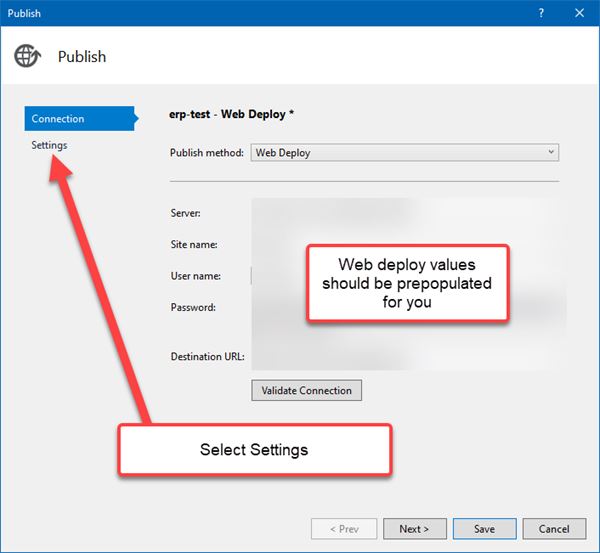 Publish
?
Publish
Connection
erp-test - Web Deploy *
Settings
Publish method: Web Deploy
Server:
Site name:
Web deploy values
should be prepopulated
for you
User name:
Password:
Destination URL:
Validate Connection
Select Settings
< Prev
Next >
Save
Cancel